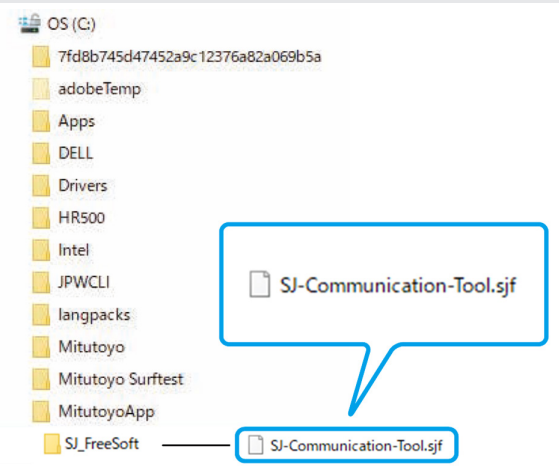 OS (C:)
7fd8b745d47452a9c12376a82a069b5a
adobeTemp
Apps
DELL
Drivers
HR500
Intel
JPWCLI
langpacks
Mitutoyo
Mitutoyo Surftest
MitutoyoApp
SJ_FreeSoft
SJ-Communication-Tool.sjf
SJ-Communication-Tool.sjf